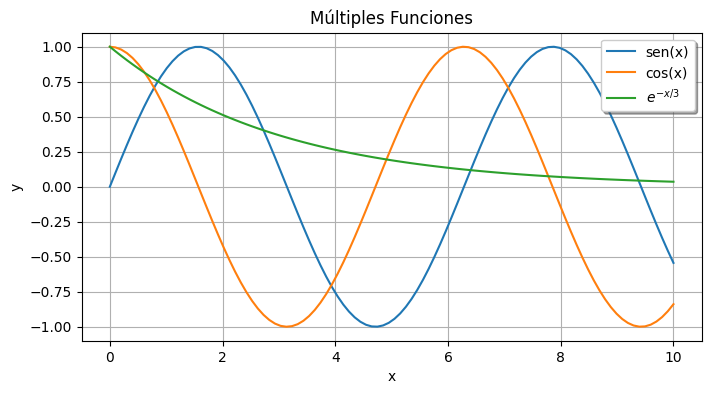 Múltiples Funciones
sen(x)
cos(x)
e^{-x/3}
y
1.00
0.75
0.50
0.25
0.00
−0.25
−0.50
−0.75
−1.00
0 2 4 6 8 10
x